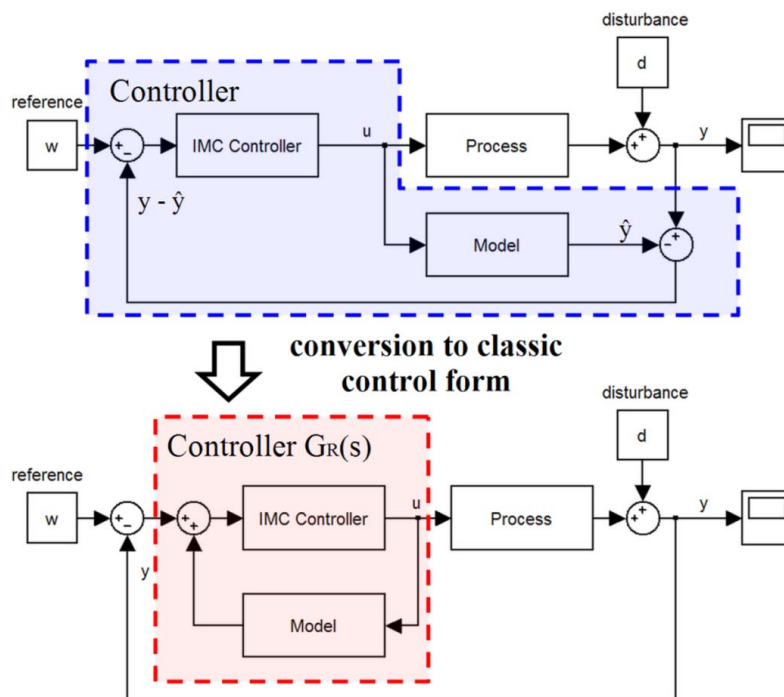 disturbance
d
Controller
reference
w
+
−
IMC Controller
u
Process
+
+
y
y - ŷ
Model
ŷ
−
+
conversion to classic
control form
disturbance
d
Controller GR(s)
reference
w
+
−
+
+
IMC Controller
u
Process
+
+
y
y
Model